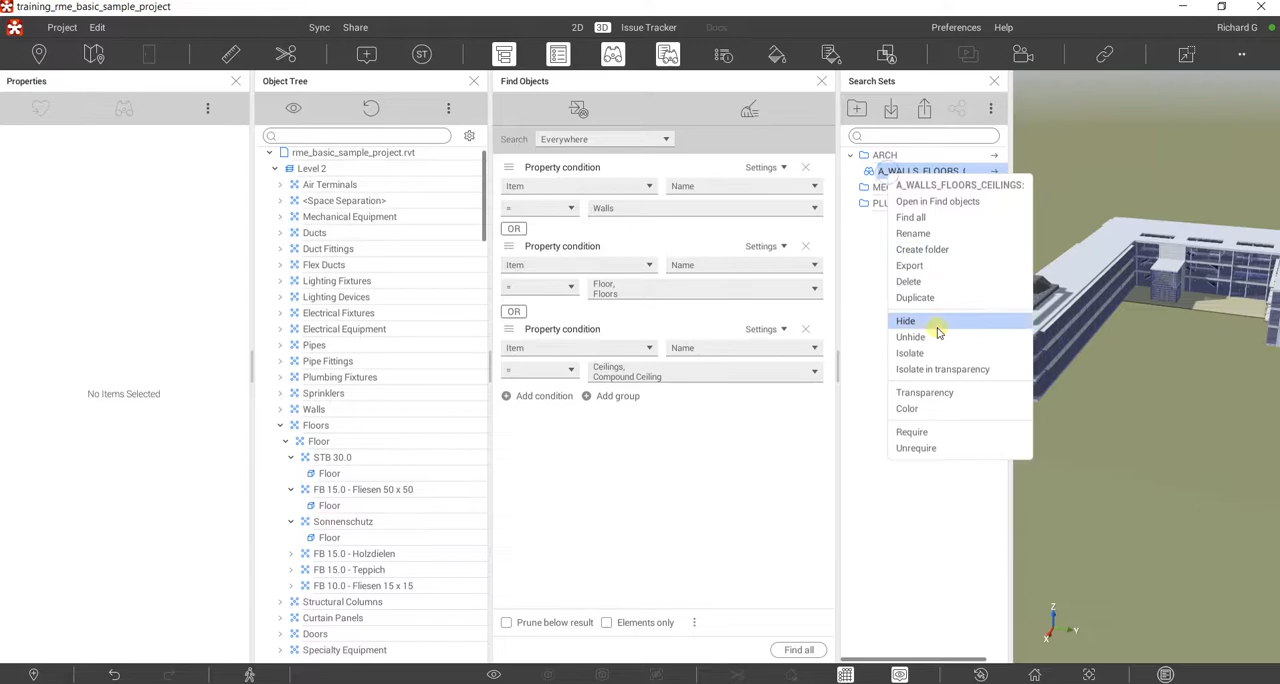 training_rme_basic_sample_project
Project Edit Sync Share 2D 3D Issue Tracker Docs Preferences Help Richard G
ST
Properties
No Items Selected
Object Tree
rme_basic_sample_project.rvt
Level 2
Air Terminals
<Space Separation>
Mechanical Equipment
Ducts
Duct Fittings
Flex Ducts
Lighting Fixtures
Lighting Devices
Electrical Fixtures
Electrical Equipment
Pipes
Pipe Fittings
Plumbing Fixtures
Sprinklers
Walls
Floors
Floor
STB 30.0
Floor
FB 15.0 - Fliesen 50 x 50
Floor
Sonnenschutz
Floor
FB 15.0 - Holzdielen
FB 15.0 - Teppich
FB 10.0 - Fliesen 15 x 15
Structural Columns
Curtain Panels
Doors
Specialty Equipment
Find Objects
Search Everywhere
Property condition Settings
Item Name
= Walls
OR
Property condition Settings
Item Name
= Floor,
Floors
OR
Property condition Settings
Item Name
= Ceilings,
Compound Ceiling
Add condition Add group
Prune below result Elements only
Find all
Search Sets
ARCH
A_WALLS_FLOORS_(
ME
PLU
A_WALLS_FLOORS_CEILINGS:
Open in Find objects
Find all
Rename
Create folder
Export
Delete
Duplicate
Hide
Unhide
Isolate
Isolate in transparency
Transparency
Color
Require
Unrequire
Z
X Y